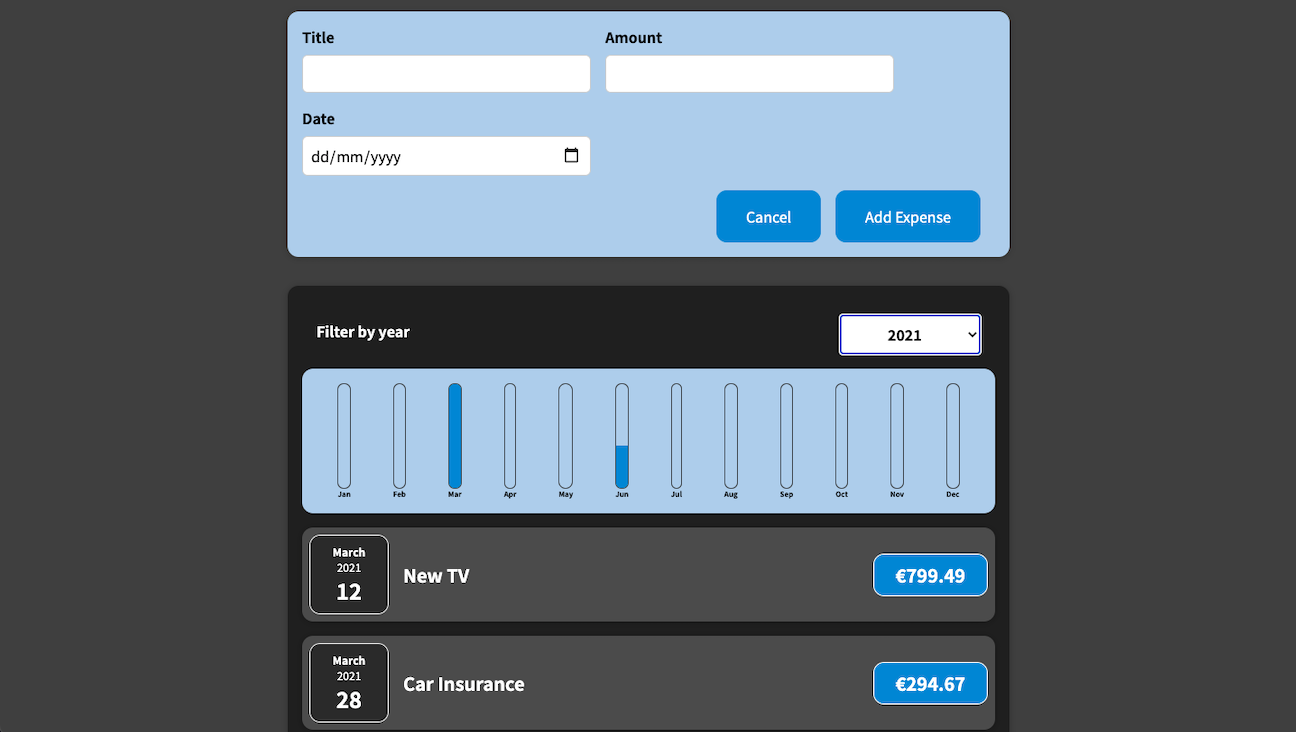 Title Amount
Date
dd/mm/yyyy
Cancel Add Expense
Filter by year 2021
Jan Feb Mar Apr May Jun Jul Aug Sep Oct Nov Dec
March
2021
12
New TV €799.49
March
2021
28
Car Insurance €294.67